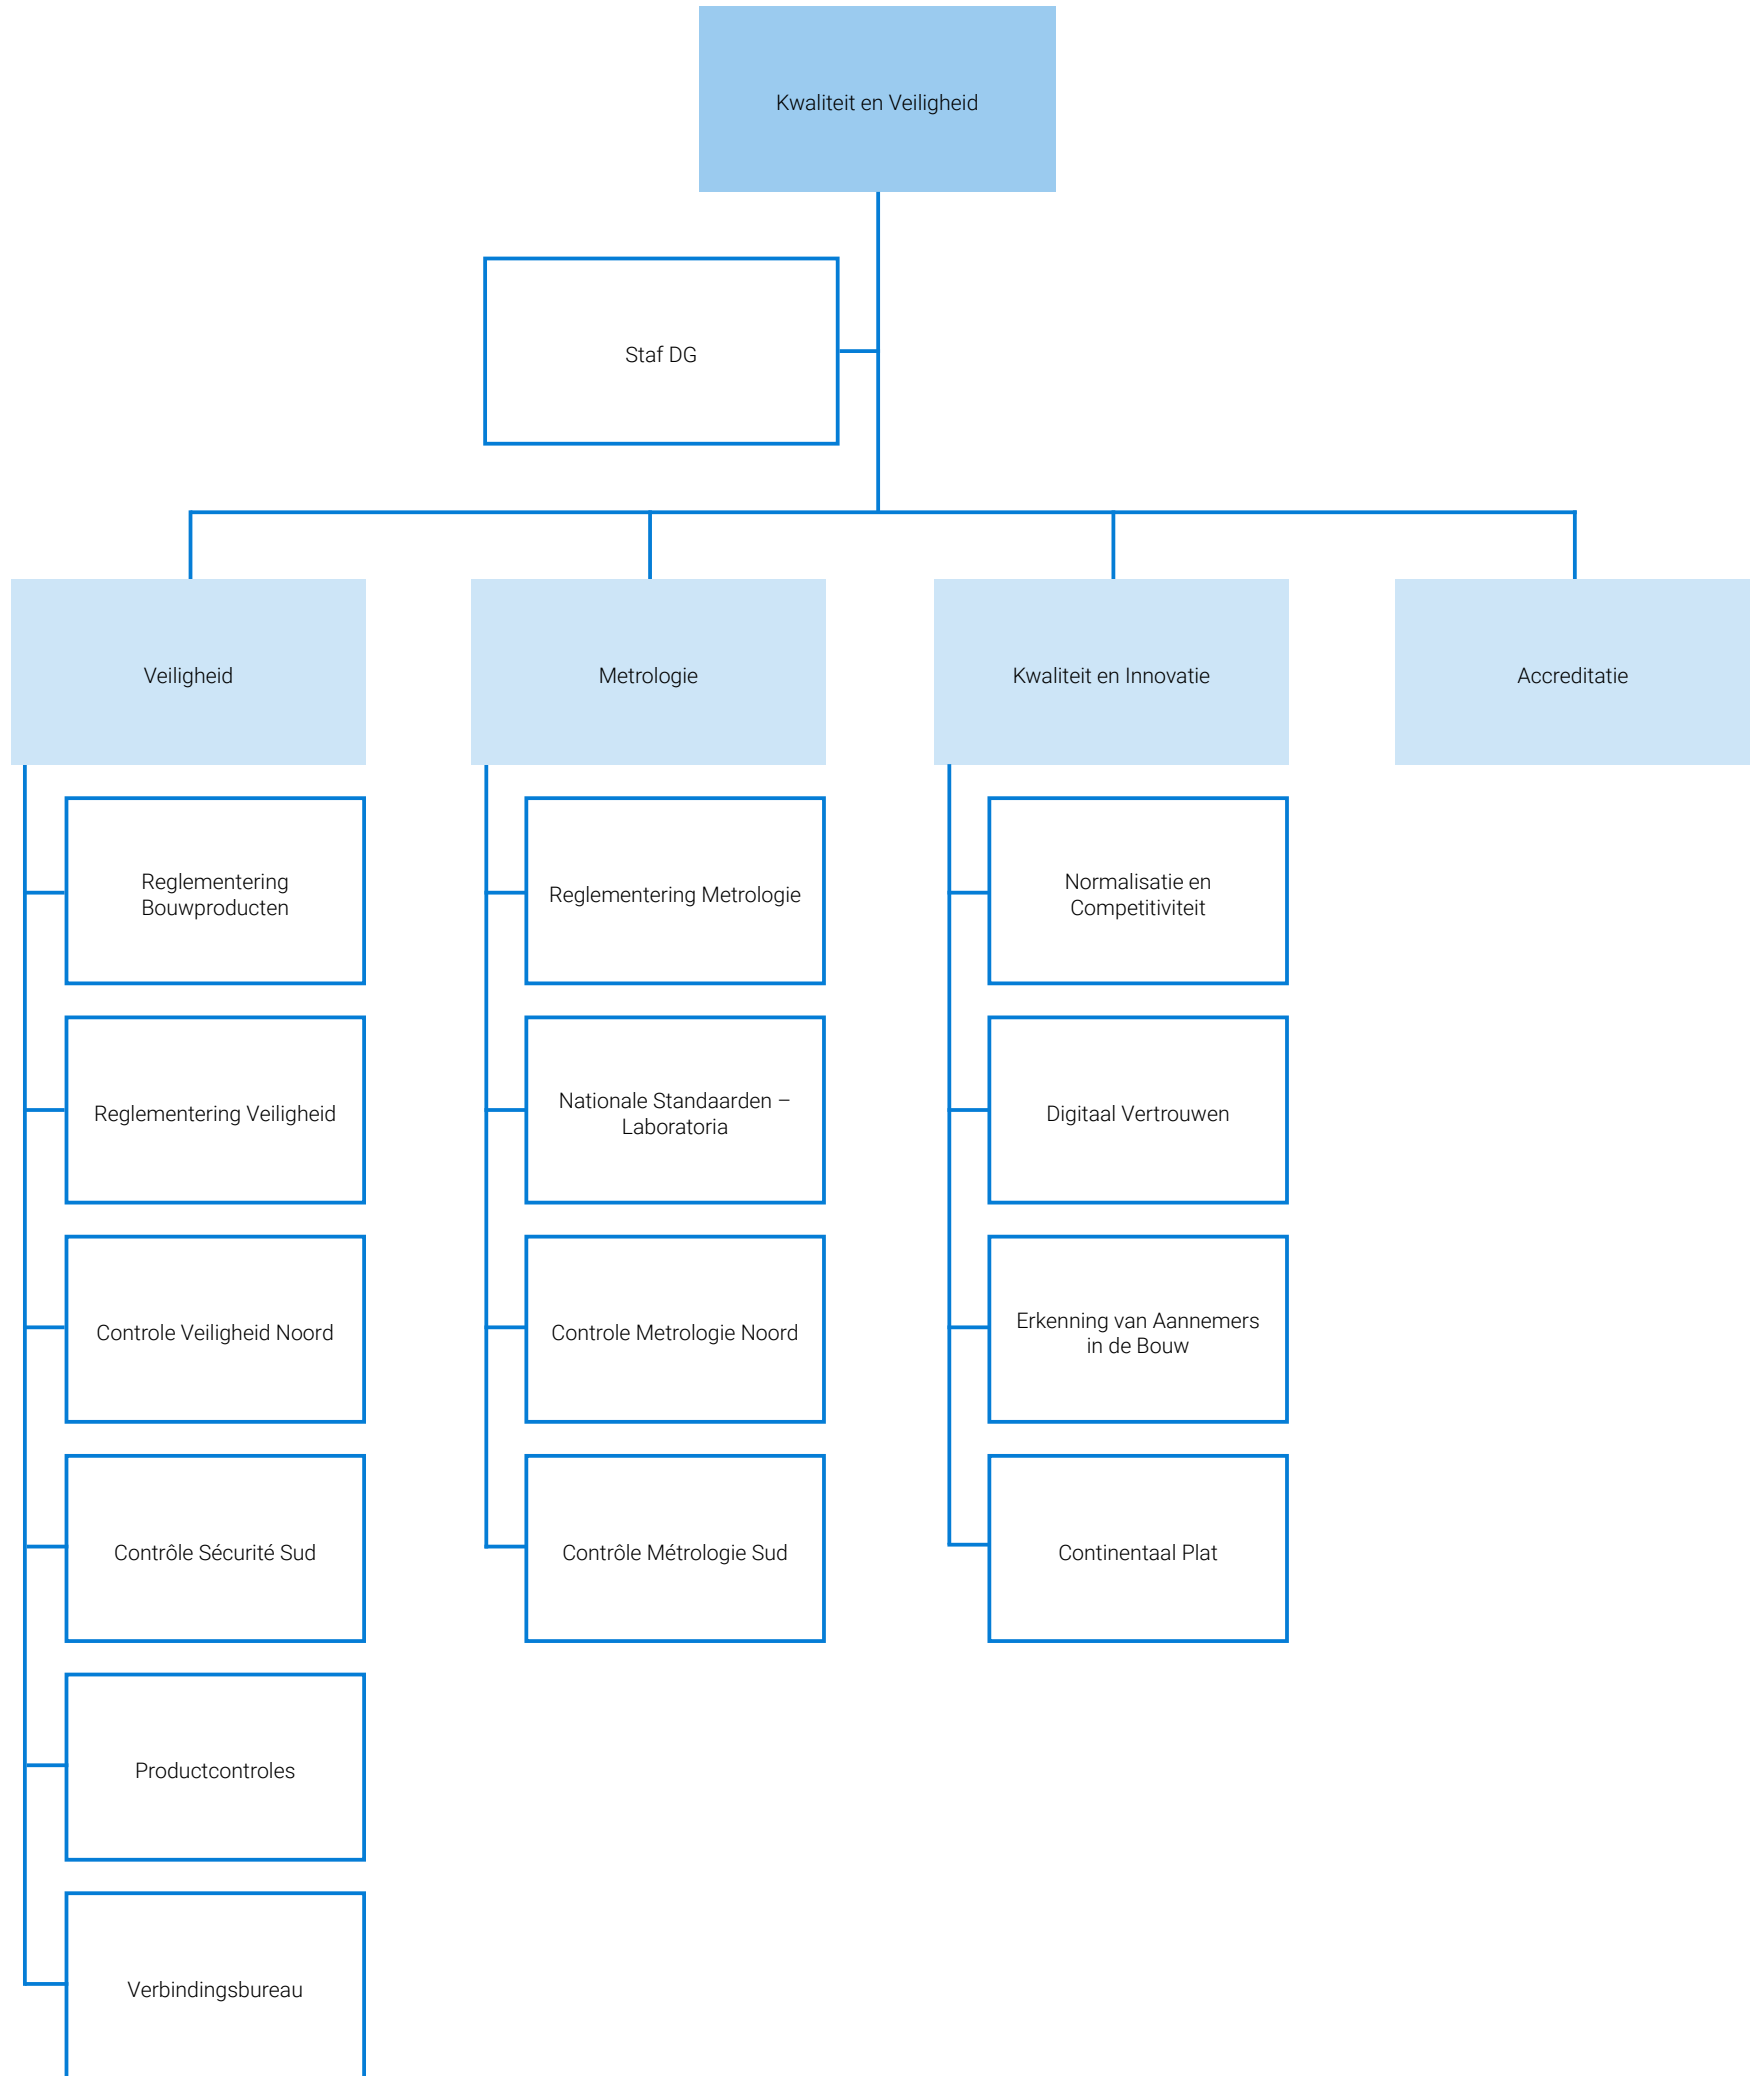 Kwaliteit en Veiligheid
Staf DG
Veiligheid
Metrologie
Kwaliteit en Innovatie
Accreditatie
Reglementering
Bouwproducten
Reglementering Veiligheid
Controle Veiligheid Noord
Contrôle Sécurité Sud
Productcontroles
Verbindingsbureau
Reglementering Metrologie
Nationale Standaarden –
Laboratoria
Controle Metrologie Noord
Contrôle Métrologie Sud
Normalisatie en
Competitiviteit
Digitaal Vertrouwen
Erkenning van Aannemers
in de Bouw
Continentaal Plat